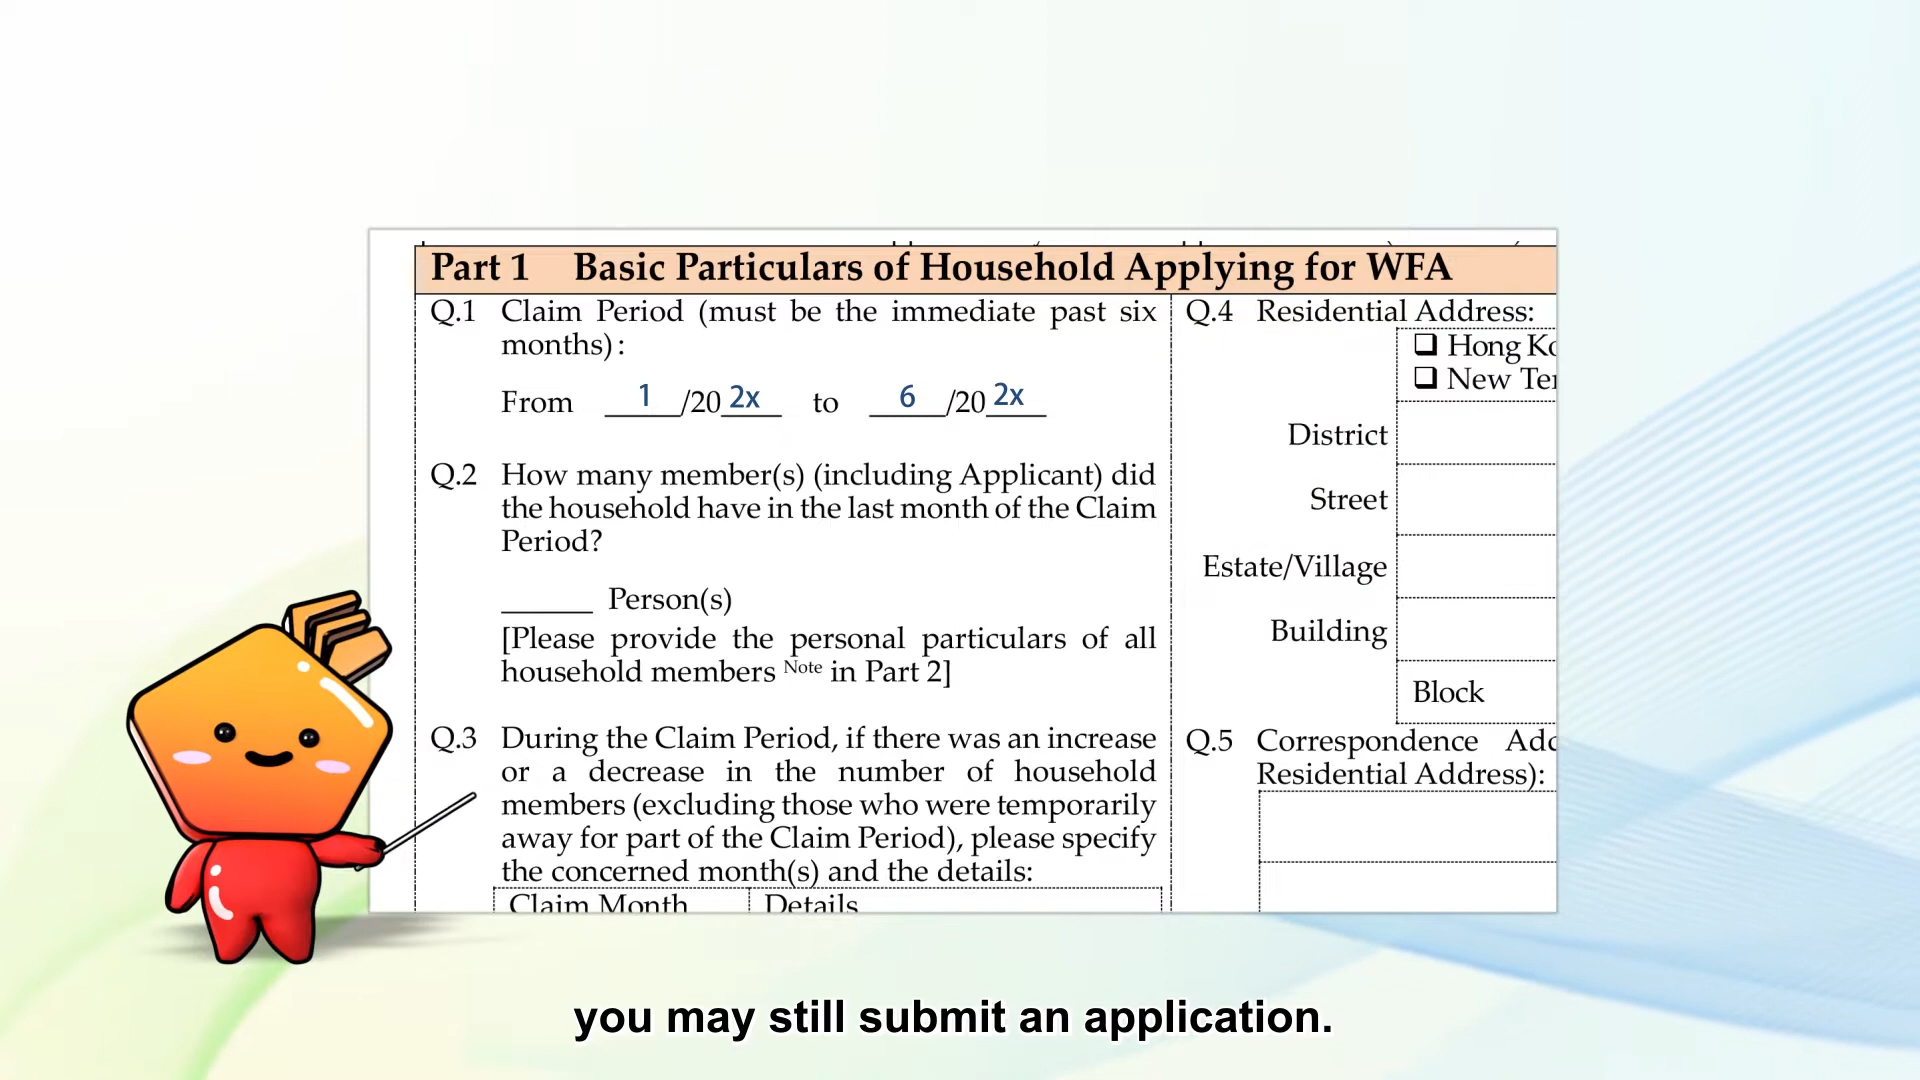 Part 1 Basic Particulars of Household Applying for WFA
Q.1 Claim Period (must be the immediate past six
months) :
From 1 /20 2x to 6 /20 2x
Q.2 How many member(s) (including Applicant) did
the household have in the last month of the Claim
Period?
______ Person(s)
[Please provide the personal particulars of all
household members Note in Part 2]
Q.3 During the Claim Period, if there was an increase
or a decrease in the number of household
members (excluding those who were temporarily
away for part of the Claim Period), please specify
the concerned month(s) and the details:
Claim Month Details
Q.4 Residential Address:
❑ Hong Ko
❑ New Ter
District
Street
Estate/Village
Building
Block
Q.5 Correspondence Add
Residential Address):
you may still submit an application.